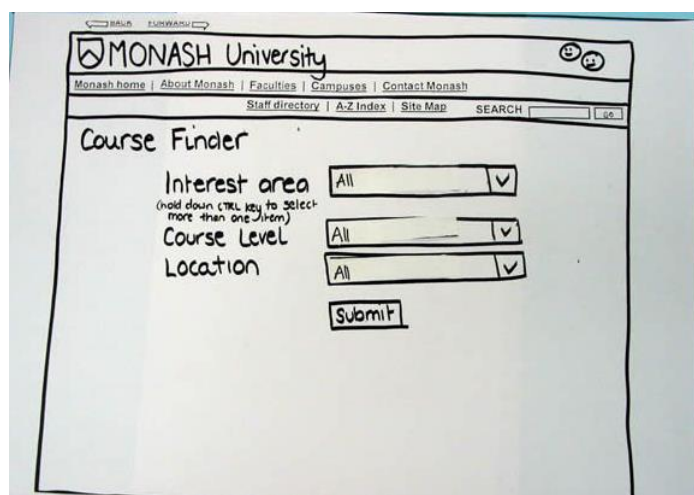 BACK FORWARD
MONASH University
Monash home | About Monash | Faculties | Campuses | Contact Monash
Staff directory | A-Z Index | Site Map SEARCH GO
Course Finder
Interest area All
(hold down CTRL key to select
more than one item)
Course Level All
Location All
Submit